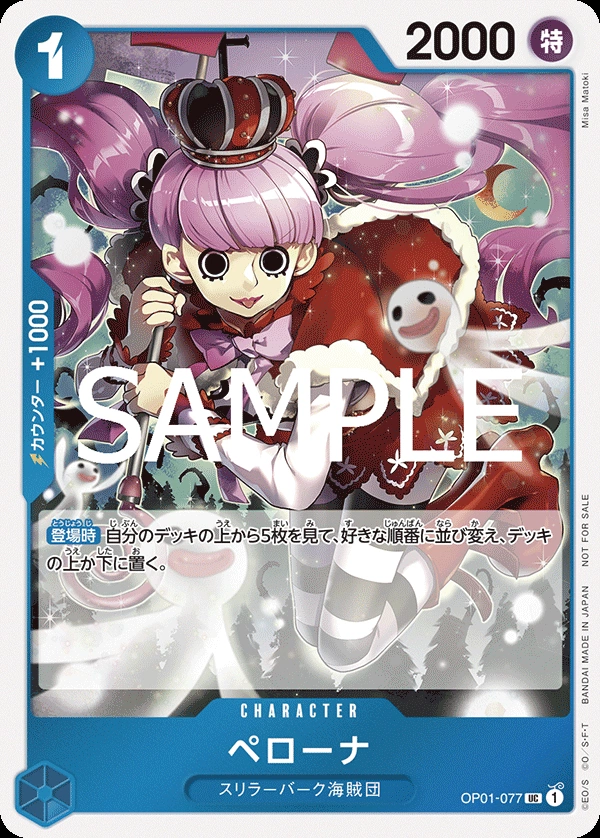 1
2000 特
Misa Matoki
カウンター +1000
SAMPLE
登場時 自分のデッキの上から5枚を見て、好きな順番に並び変え、デッキ
の上か下に置く。
CHARACTER
ペローナ
スリラーバーク海賊団
OP01-077 UC 1
©EO/S ©O/S・F・T BANDAI MADE IN JAPAN NOT FOR SALE